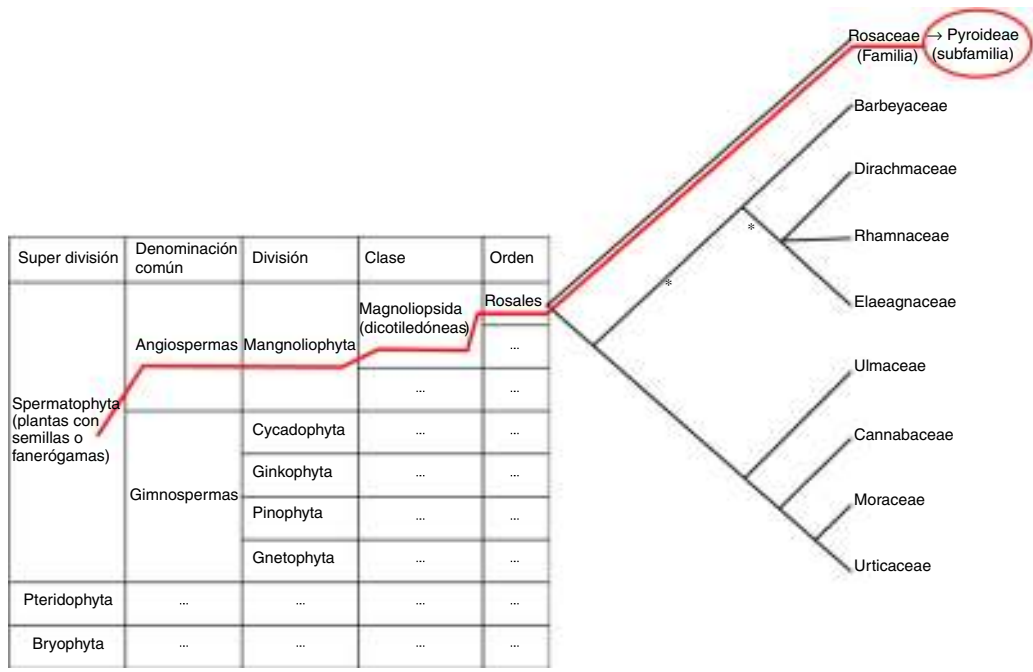 Rosaceae → Pyroideae
(Familia) (subfamilia)
Barbeyaceae
Dirachmaceae
*
Rhamnaceae
*
Elaeagnaceae
Ulmaceae
Cannabaceae
Moraceae
Urticaceae
Super división Denominación común División Clase Orden
Spermatophyta
(plantas con
semillas o
fanerógamas)
Angiospermas Mangnoliophyta Magnoliopsida
(dicotiledóneas)
Rosales
...
... ...
Gimnospermas
Cycadophyta ... ...
Ginkophyta ... ...
Pinophyta ... ...
Gnetophyta ... ...
Pteridophyta ... ... ... ...
Bryophyta ... ... ... ...